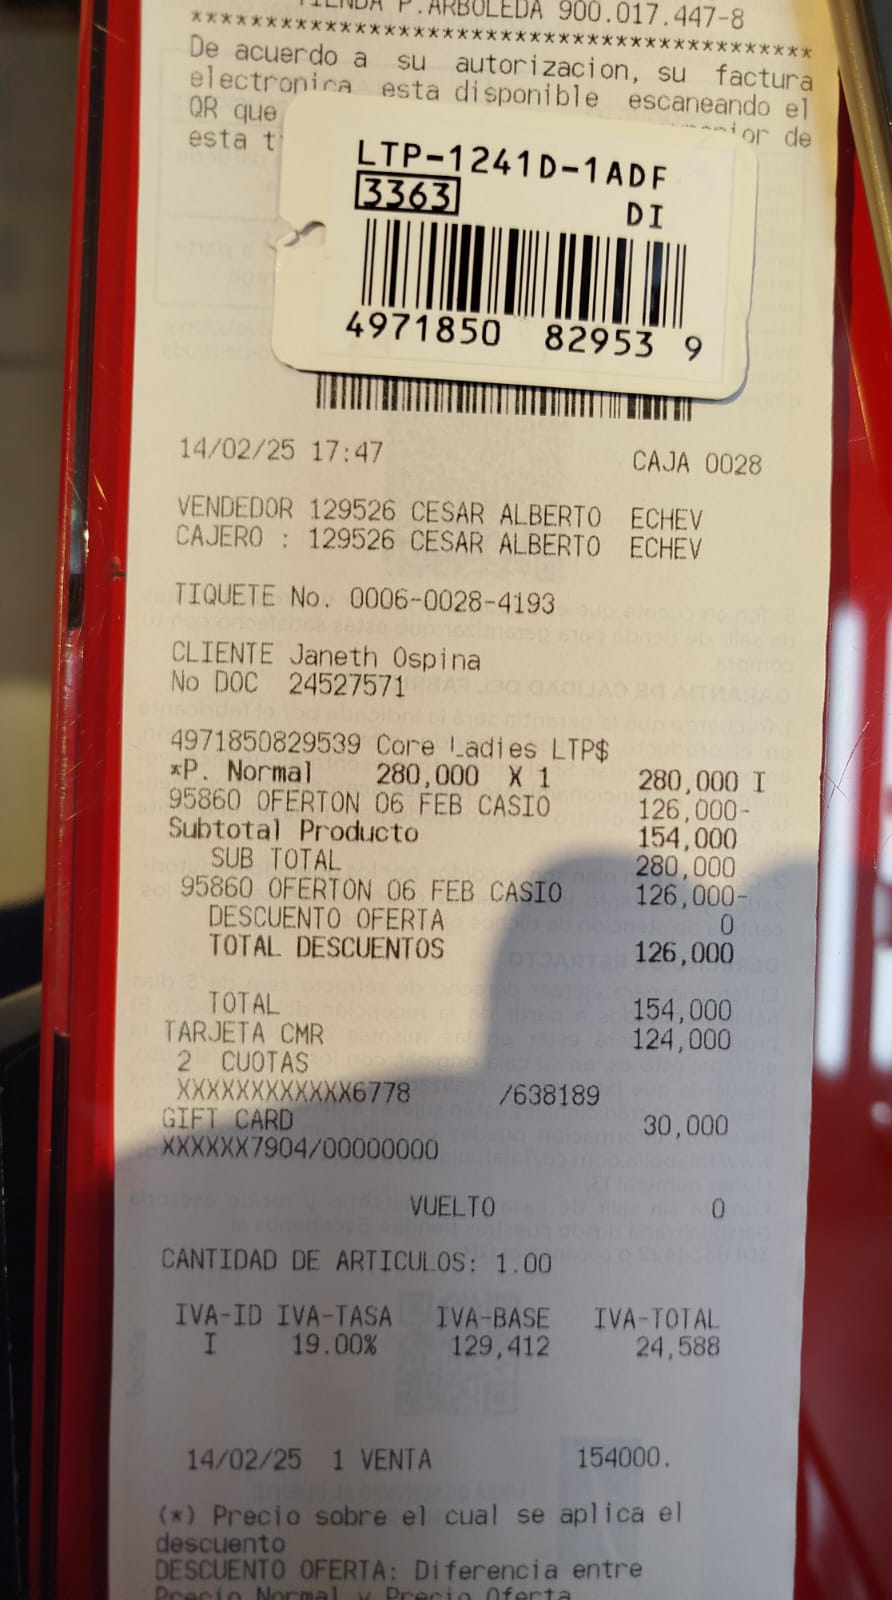 TIENDA P.ARBOLEDA 900.017.447-8
******************************************
De acuerdo a su autorizacion, su factura
electronica esta disponible escaneando el
QR que de
esta
LTP-1241D-1ADF
3363
DI
4971850 82953 9
14/02/25 17:47 CAJA 0028
VENDEDOR 129526 CESAR ALBERTO ECHEV
CAJERO : 129526 CESAR ALBERTO ECHEV
TIQUETE No. 0006-0028-4193
CLIENTE Janeth Ospina
No DOC 24527571
4971850829539 Core Ladies LTP$
*P. Normal 280,000 X 1 280,000 I
95860 OFERTON 06 FEB CASIO 126,000-
Subtotal Producto 154,000
SUB TOTAL 280,000
95860 OFERTON 06 FEB CASIO 126,000-
DESCUENTO OFERTA 0
TOTAL DESCUENTOS 126,000
TOTAL 154,000
TARJETA CMR 124,000
2 CUOTAS
XXXXXXXXXXXX6778 /638189
GIFT CARD 30,000
XXXXXX7904/00000000
VUELTO 0
CANTIDAD DE ARTICULOS: 1.00
IVA-ID IVA-TASA IVA-BASE IVA-TOTAL
I 19.00% 129,412 24,588
14/02/25 1 VENTA 154000.
(*) Precio sobre el cual se aplica el
descuento
DESCUENTO OFERTA: Diferencia entre
Precio Normal y Precio Oferta